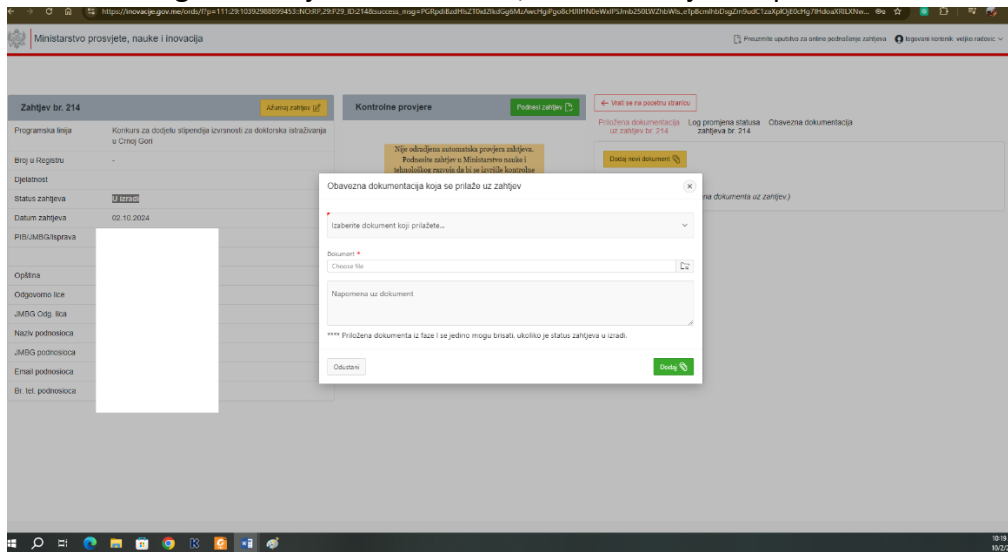 Ministarstvo prosvjete, nauke i inovacija
Preuzmite uputstvo za online podnošenje zahtjeva
logovani korisnik: veljko.radovic
Zahtjev br. 214
Ažuriraj zahtjev
Programska linija
Konkurs za dodjelu stipendija izvrsnosti za doktorska istraživanja
u Crnoj Gori
Broj u Registru
-
Djelatnost
Status zahtjeva
U izradi
Datum zahtjeva
02.10.2024
PIB/JMBG/Isprava
Opština
Odgovorno lice
JMBG Odg. lica
Naziv podnosioca
JMBG podnosioca
Email podnosioca
Br. tel. podnosioca
Kontrolne provjere
Podnesi zahtjev
Nije odradjena automatska provjera zahtjeva.
Podnesite zahtjev u Ministarstvo nauke i
tehnološkog razvoja da bi se izvršile kontrolne
Vrati se na početnu stranicu
Priložena dokumentacija
uz zahtjev br. 214
Log promjena statusa
zahtjeva br. 214
Obavezna dokumentacija
Dodaj novi dokument
na dokumenta uz zahtjev.)
Obavezna dokumentacija koja se prilaže uz zahtjev
Izaberite dokument koji prilažete...
Dokument *
Choose file
Napomena uz dokument
**** Priložena dokumenta iz faze I se jedino mogu brisati, ukoliko je status zahtjeva u izradi.
Odustani
Dodaj